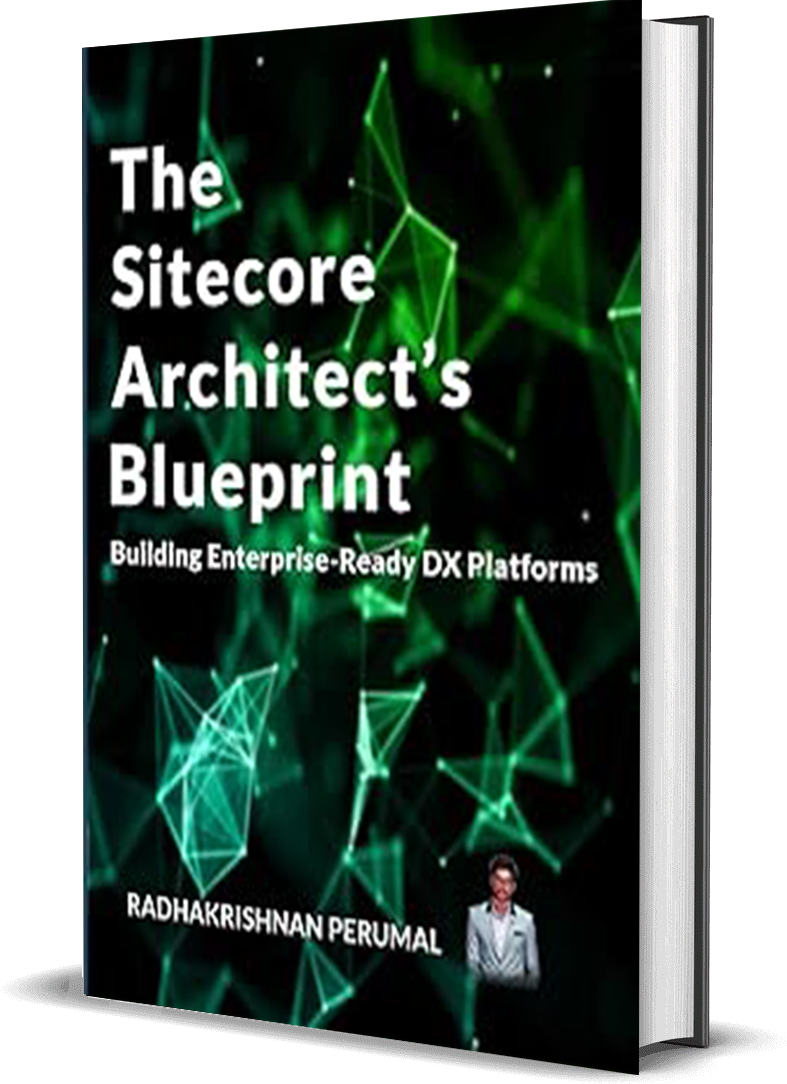 The
Sitecore
Architect’s
Blueprint
Building Enterprise-Ready DX Platforms
RADHAKRISHNAN PERUMAL